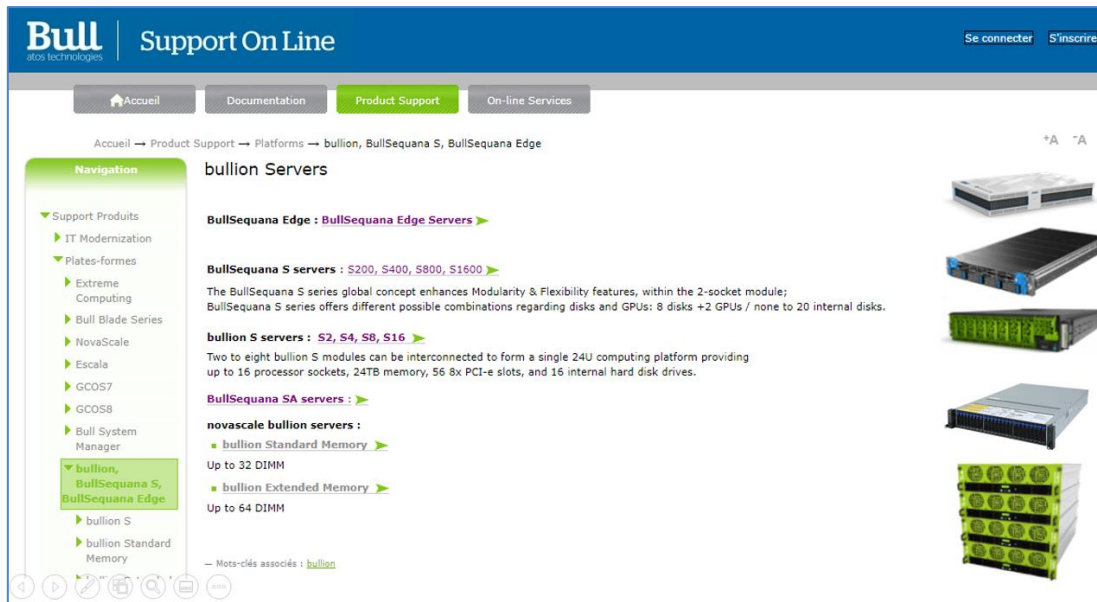 Bull
atos technologies
Support On Line
Se connecter S'inscrire
Accueil
Documentation
Product Support
On-line Services
Accueil → Product Support → Platforms → bullion, BullSequana S, BullSequana Edge
+A -A
Navigation
Support Produits
IT Modernization
Plates-formes
Extreme
Computing
Bull Blade Series
NovaScale
Escala
GCOS7
GCOS8
Bull System
Manager
bullion,
BullSequana S,
BullSequana Edge
bullion S
bullion Standard
Memory
bullion Servers
BullSequana Edge : BullSequana Edge Servers
BullSequana S servers : S200, S400, S800, S1600
The BullSequana S series global concept enhances Modularity & Flexibility features, within the 2-socket module;
BullSequana S series offers different possible combinations regarding disks and GPUs: 8 disks +2 GPUs / none to 20 internal disks.
bullion S servers : S2, S4, S8, S16
Two to eight bullion S modules can be interconnected to form a single 24U computing platform providing
up to 16 processor sockets, 24TB memory, 56 8x PCI-e slots, and 16 internal hard disk drives.
BullSequana SA servers :
novascale bullion servers :
bullion Standard Memory
Up to 32 DIMM
bullion Extended Memory
Up to 64 DIMM
— Mots-clés associés : bullion